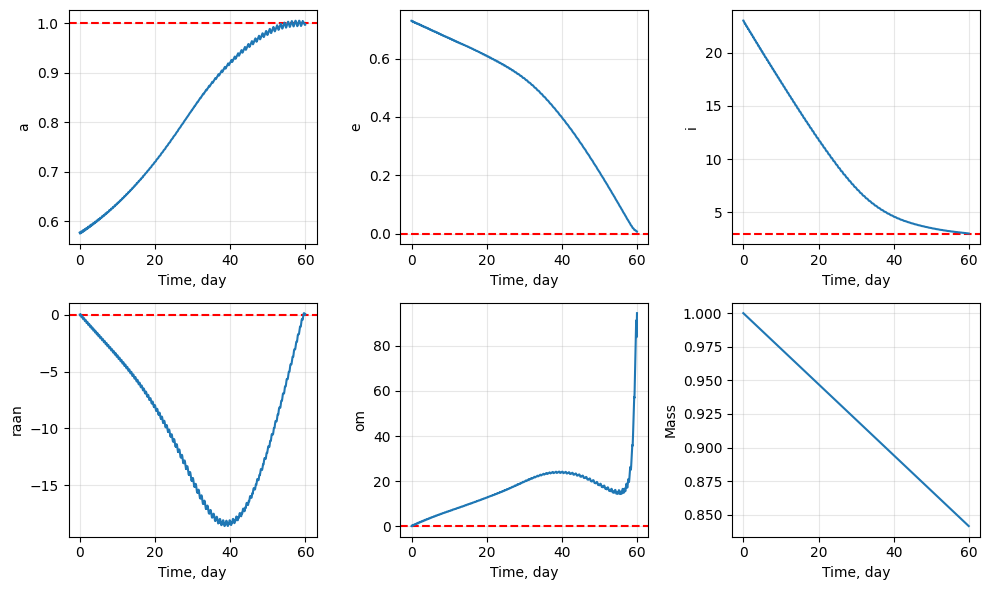 1.0
0.9
0.8
0.7
0.6
a
0 20 40 60
Time, day
0.6
0.4
0.2
0.0
e
0 20 40 60
Time, day
20
15
10
5
i
0 20 40 60
Time, day
0
−5
−10
−15
raan
0 20 40 60
Time, day
80
60
40
20
0
om
0 20 40 60
Time, day
1.000
0.975
0.950
0.925
0.900
0.875
0.850
Mass
0 20 40 60
Time, day